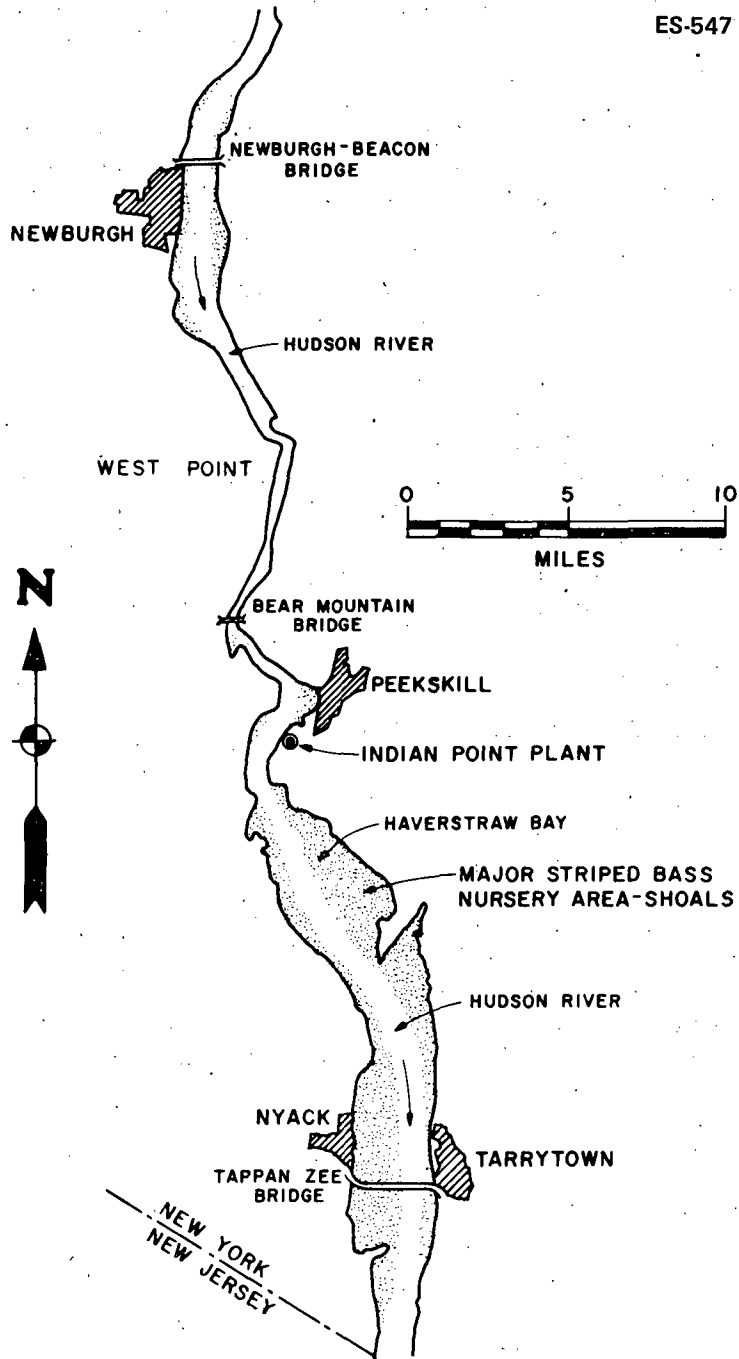 ES-547
NEWBURGH-BEACON
BRIDGE
NEWBURGH
HUDSON RIVER
WEST POINT
0 5 10
MILES
N
BEAR MOUNTAIN
BRIDGE
PEEKSKILL
INDIAN POINT PLANT
HAVERSTRAW BAY
MAJOR STRIPED BASS
NURSERY AREA-SHOALS
HUDSON RIVER
NYACK
TARRYTOWN
TAPPAN ZEE
BRIDGE
NEW YORK
NEW JERSEY